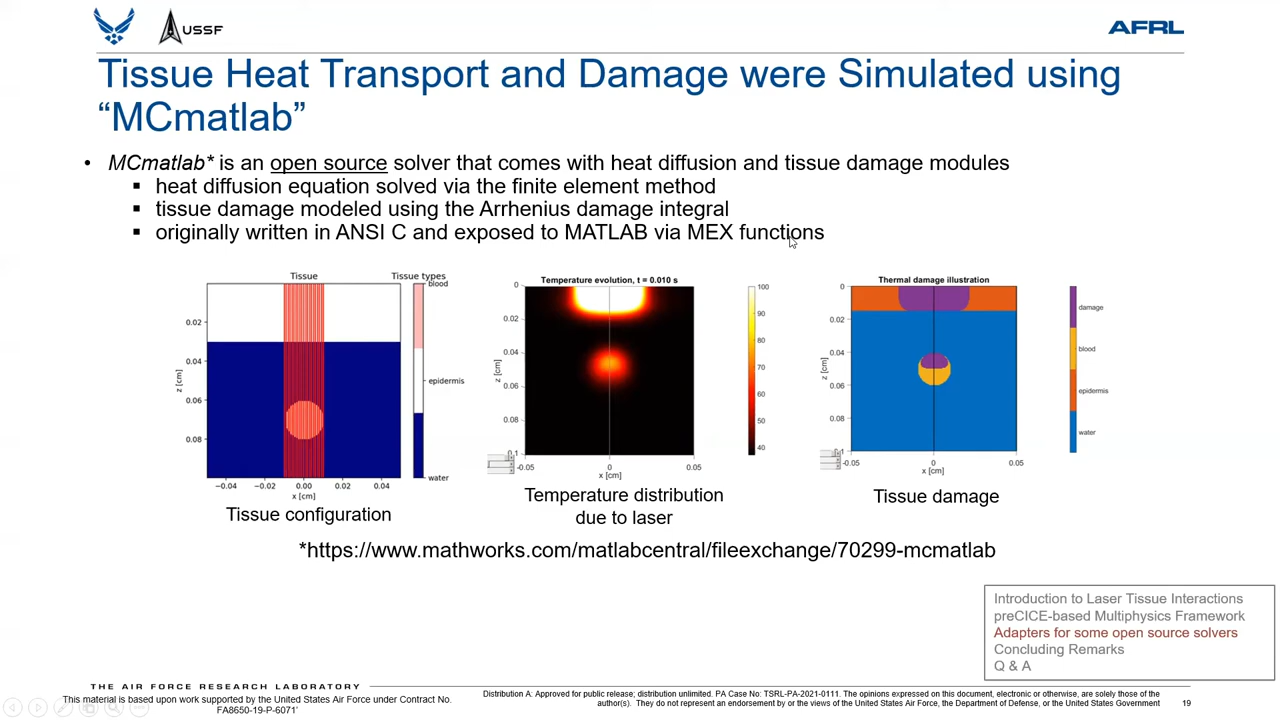 USSF
AFRL
Tissue Heat Transport and Damage were Simulated using
“MCmatlab”
• MCmatlab* is an open source solver that comes with heat diffusion and tissue damage modules
▪ heat diffusion equation solved via the finite element method
▪ tissue damage modeled using the Arrhenius damage integral
▪ originally written in ANSI C and exposed to MATLAB via MEX functions
Tissue
Tissue types
blood
epidermis
water
0.02
0.04
0.06
0.08
z [cm]
−0.04 −0.02 0.00 0.02 0.04
x [cm]
Tissue configuration
Temperature evolution, t = 0.010 s
0
0.02
0.04
0.06
0.08
z [cm]
-0.05 0 0.05
x [cm]
100
90
80
70
60
50
40
Temperature distribution
due to laser
Thermal damage illustration
0
0.02
0.04
0.06
0.08
z [cm]
-0.05 0 0.05
x [cm]
damage
blood
epidermis
water
Tissue damage
*https://www.mathworks.com/matlabcentral/fileexchange/70299-mcmatlab
Introduction to Laser Tissue Interactions
preCICE-based Multiphysics Framework
Adapters for some open source solvers
Concluding Remarks
Q & A
THE AIR FORCE RESEARCH LABORATORY
This material is based upon work supported by the United States Air Force under Contract No.
FA8650-19-P-6071’
Distribution A: Approved for public release; distribution unlimited. PA Case No: TSRL-PA-2021-0111. The opinions expressed on this document, electronic or otherwise, are solely those of the
author(s). They do not represent an endorsement by or the views of the United States Air Force, the Department of Defense, or the United States Government
19